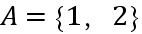 A = {1, 2}